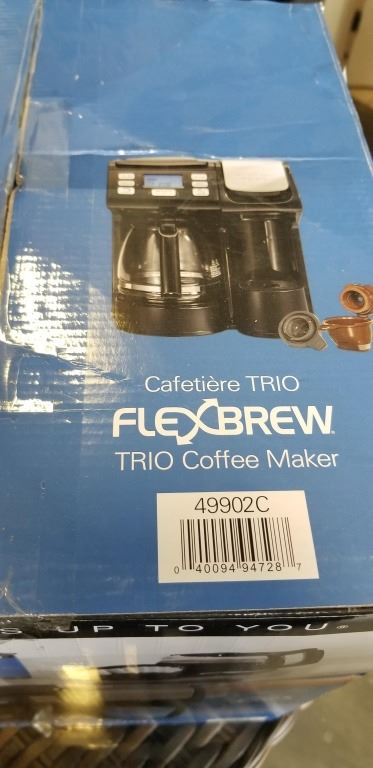 Cafetière TRIO
FLEXBREW.
TRIO Coffee Maker
49902C
0 40094 94728 7
S UP TO YOU®